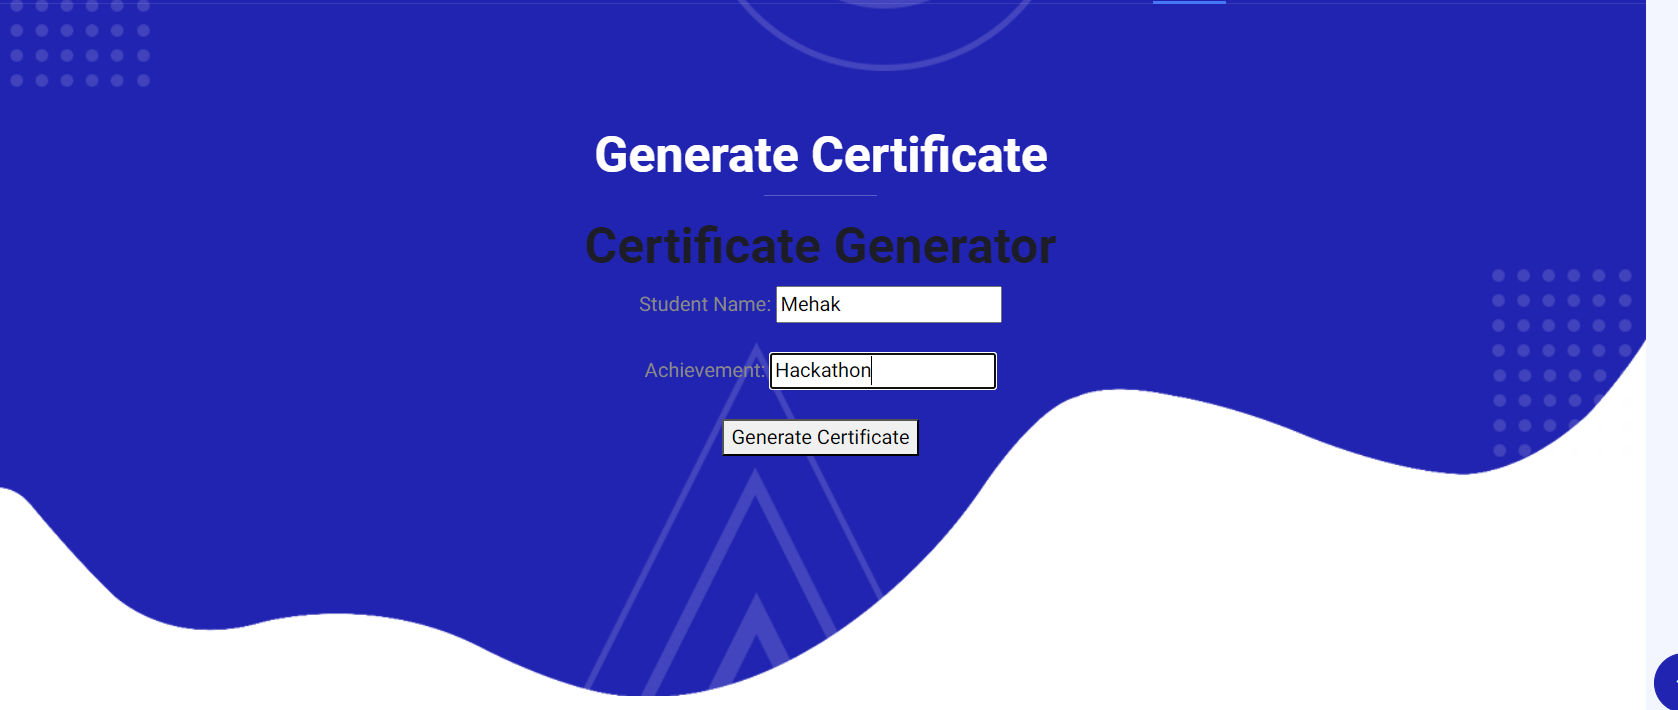 Generate Certificate
Certificate Generator
Student Name: Mehak
Achievement: Hackathon
Generate Certificate